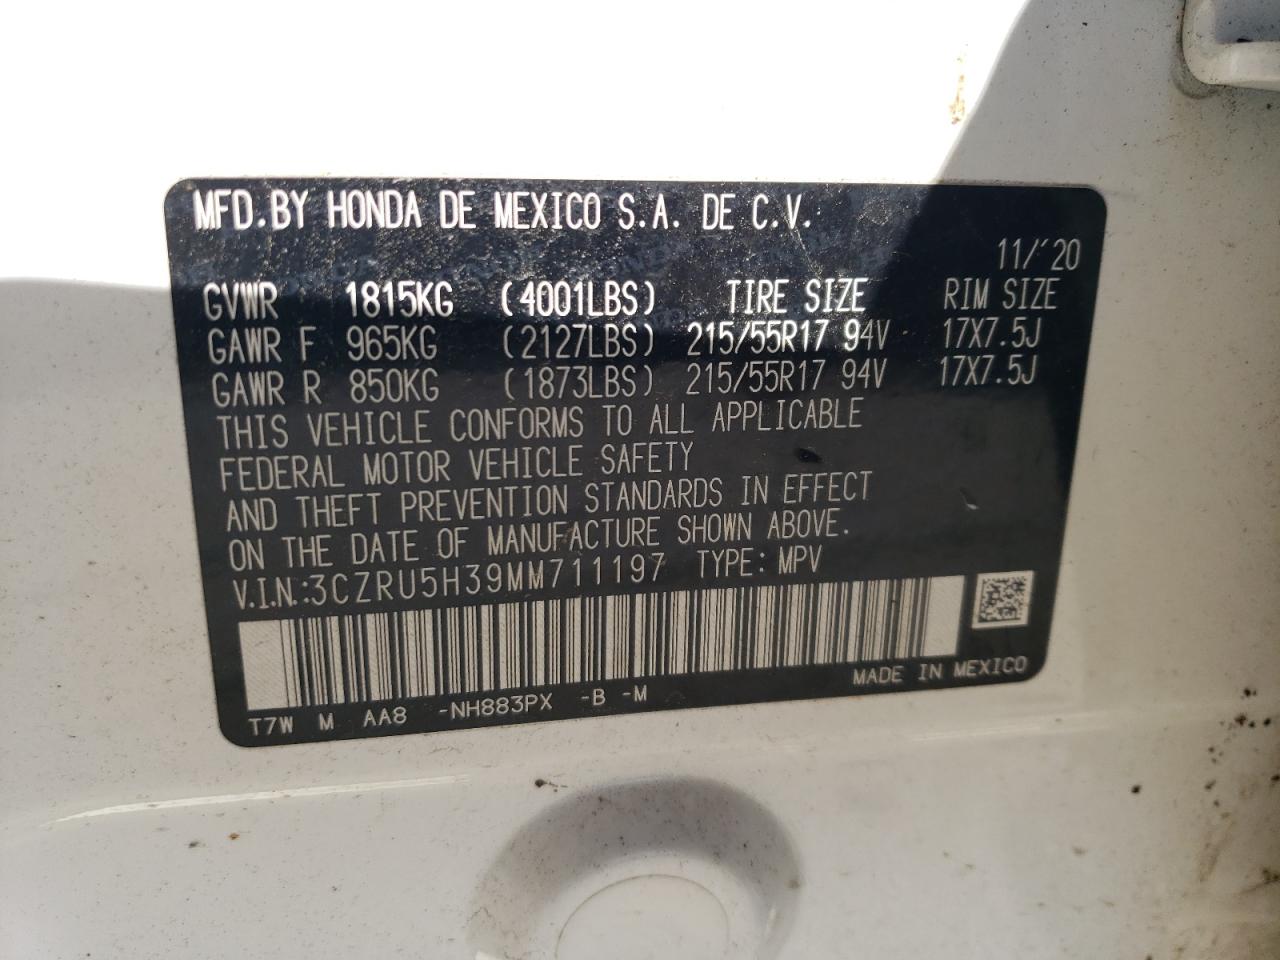 MFD.BY HONDA DE MEXICO S.A. DE C.V.
11/'20
GVWR 1815KG (4001LBS) TIRE SIZE RIM SIZE
GAWR F 965KG (2127LBS) 215/55R17 94V 17X7.5J
GAWR R 850KG (1873LBS) 215/55R17 94V 17X7.5J
THIS VEHICLE CONFORMS TO ALL APPLICABLE
FEDERAL MOTOR VEHICLE SAFETY
AND THEFT PREVENTION STANDARDS IN EFFECT
ON THE DATE OF MANUFACTURE SHOWN ABOVE.
V.I.N.:3CZRU5H39MM711197 TYPE: MPV
MADE IN MEXICO
T7W M AA8 -NH883PX -B -M